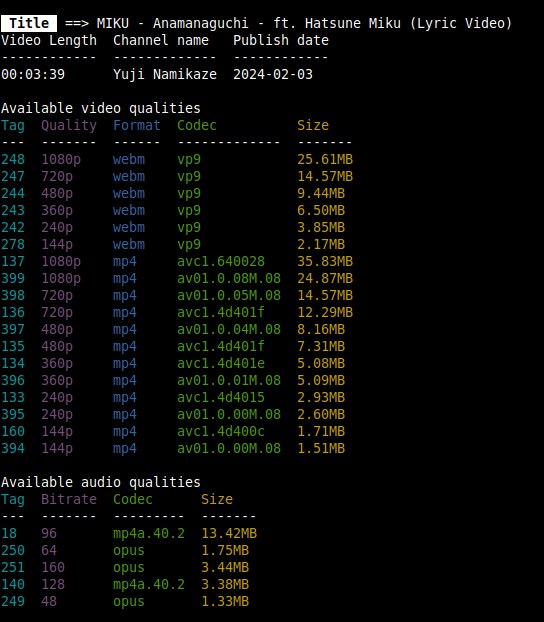 Title ==> MIKU - Anamanaguchi - ft. Hatsune Miku (Lyric Video)
Video Length  Channel name   Publish date
------------  -------------  ------------
00:03:39      Yuji Namikaze  2024-02-03

Available video qualities
Tag  Quality  Format  Codec          Size
---  -------  ------  -------------  -------
248  1080p    webm    vp9            25.61MB
247  720p     webm    vp9            14.57MB
244  480p     webm    vp9            9.44MB
243  360p     webm    vp9            6.50MB
242  240p     webm    vp9            3.85MB
278  144p     webm    vp9            2.17MB
137  1080p    mp4     avc1.640028    35.83MB
399  1080p    mp4     av01.0.08M.08  24.87MB
398  720p     mp4     av01.0.05M.08  14.57MB
136  720p     mp4     avc1.4d401f    12.29MB
397  480p     mp4     av01.0.04M.08  8.16MB
135  480p     mp4     avc1.4d401f    7.31MB
134  360p     mp4     avc1.4d401e    5.08MB
396  360p     mp4     av01.0.01M.08  5.09MB
133  240p     mp4     avc1.4d4015    2.93MB
395  240p     mp4     av01.0.00M.08  2.60MB
160  144p     mp4     avc1.4d400c    1.71MB
394  144p     mp4     av01.0.00M.08  1.51MB

Available audio qualities
Tag  Bitrate  Codec      Size
---  -------  ---------  -------
18   96       mp4a.40.2  13.42MB
250  64       opus       1.75MB
251  160      opus       3.44MB
140  128      mp4a.40.2  3.38MB
249  48       opus       1.33MB